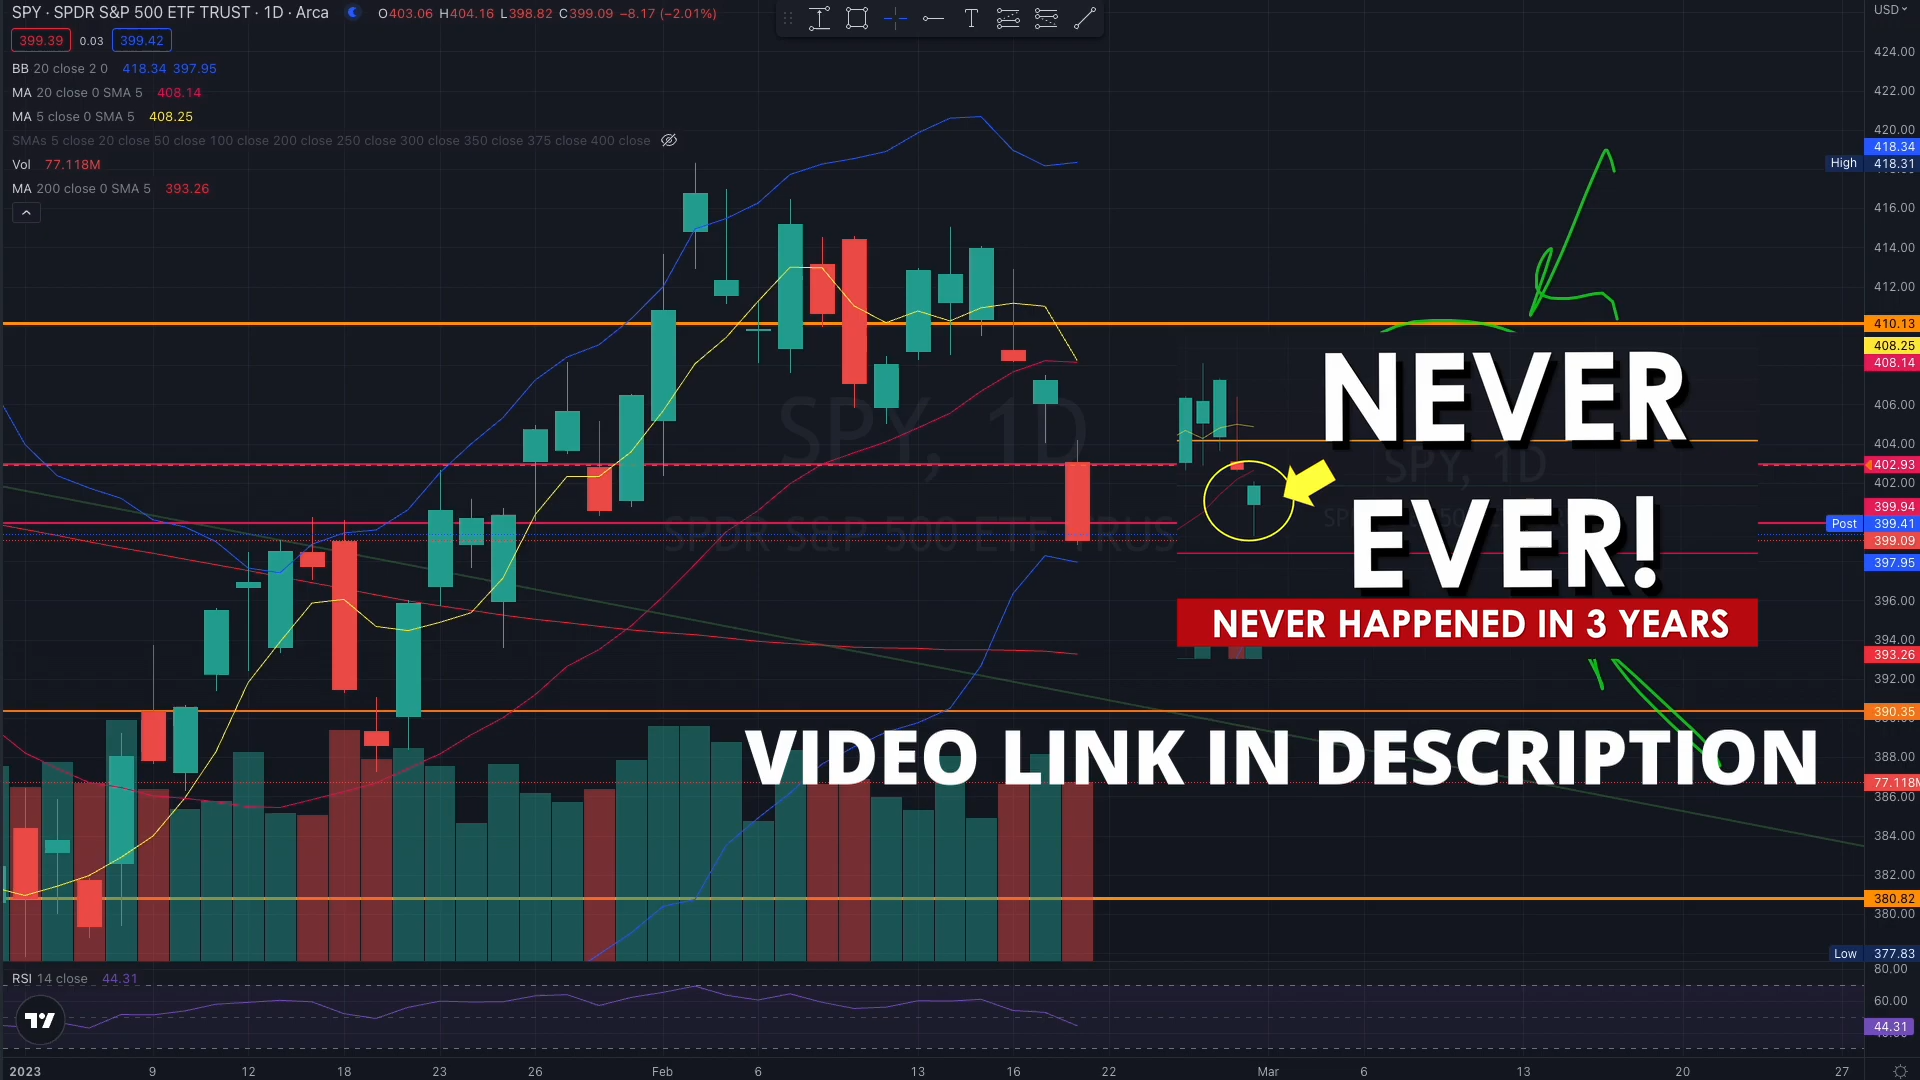 SPY · SPDR S&P 500 ETF TRUST · 1D · Arca O403.06 H404.16 L398.82 C399.09 −8.17 (−2.01%)
399.39 0.03 399.42
BB 20 close 2 0 418.34 397.95
MA 20 close 0 SMA 5 408.14
MA 5 close 0 SMA 5 408.25
SMAs 5 close 20 close 50 close 100 close 200 close 250 close 300 close 350 close 375 close 400 close
Vol 77.118M
MA 200 close 0 SMA 5 393.26
T
USD
424.00
422.00
420.00
418.34
High 418.31
416.00
414.00
412.00
410.13
408.25
408.14
406.00
404.00
402.93
402.00
399.94
Post 399.41
399.09
397.95
396.00
394.00
393.26
392.00
390.35
388.00
77.118M
386.00
384.00
382.00
380.82
380.00
Low 377.83
80.00
60.00
44.31
SPY, 1D
SPDR S&P 500 ETF TRUS
SPY, 1D
NEVER
EVER!
NEVER HAPPENED IN 3 YEARS
VIDEO LINK IN DESCRIPTION
RSI 14 close 44.31
2023 9 12 18 23 26 Feb 6 13 16 22 Mar 6 13 20 27